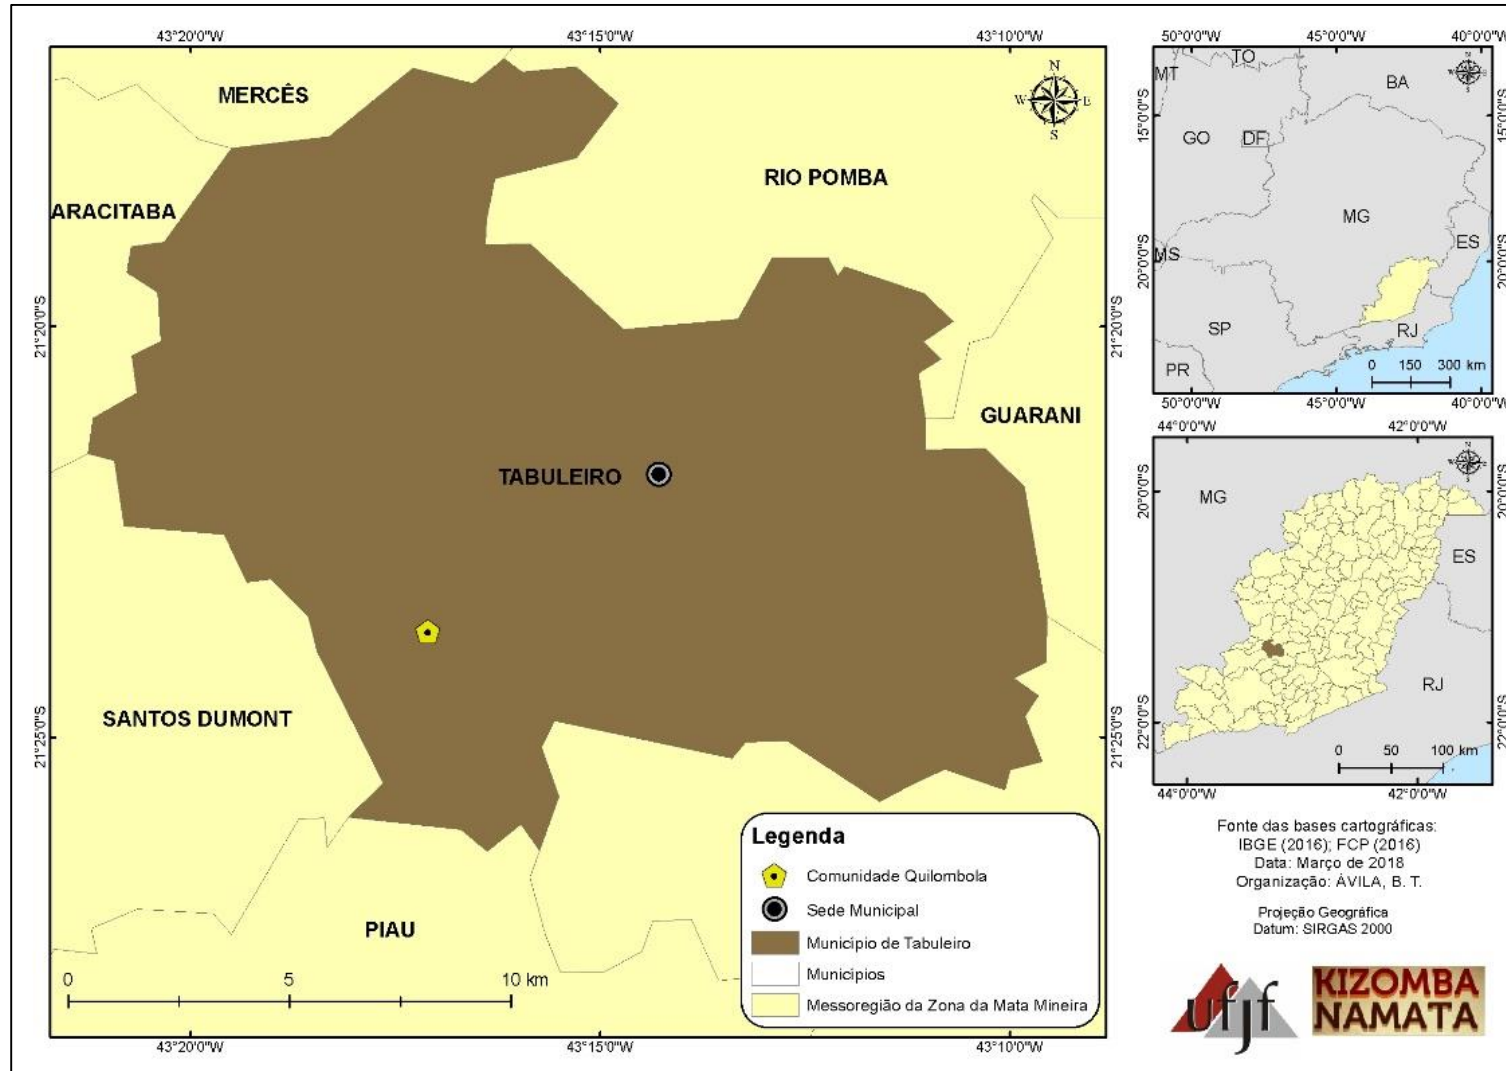 43°20'0"W 43°15'0"W 43°10'0"W
N
W E
S
MERCÊS
RIO POMBA
ARACITABA
21°20'0"S 21°20'0"S
GUARANI
TABULEIRO
SANTOS DUMONT
21°25'0"S 21°25'0"S
PIAU
0 5 10 km
43°20'0"W 43°15'0"W 43°10'0"W
Legenda
Comunidade Quilombola
Sede Municipal
Município de Tabuleiro
Municípios
Messoregião da Zona da Mata Mineira
50°0'0"W 45°0'0"W 40°0'0"W
N
TO
MT
BA
15°0'0"S 15°0'0"S
GO DF
MG
ES
MS
20°0'0"S 20°0'0"S
SP
RJ
PR
0 150 300 km
50°0'0"W 45°0'0"W 40°0'0"W
44°0'0"W 42°0'0"W
N
MG
20°0'0"S 20°0'0"S
ES
RJ
22°0'0"S 22°0'0"S
0 50 100 km
44°0'0"W 42°0'0"W
Fonte das bases cartográficas:
IBGE (2016); FCP (2016)
Data: Março de 2018
Organização: ÁVILA, B. T.
Projeção Geográfica
Datum: SIRGAS 2000
ufjf
KIZOMBA
NAMATA